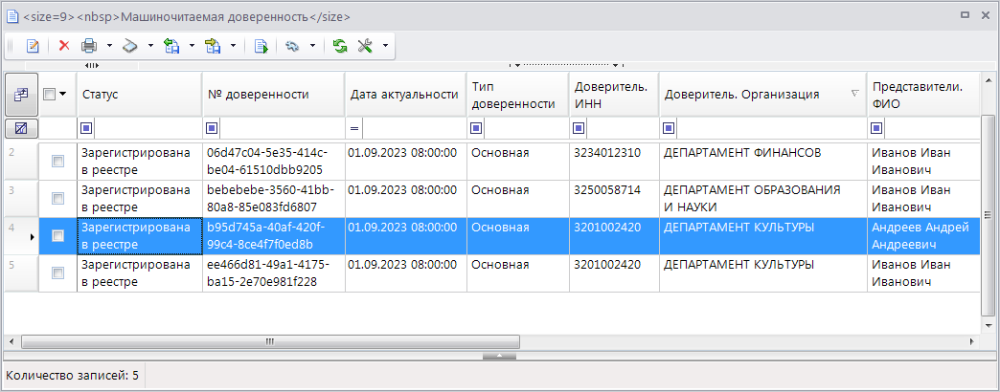 <size=9><nbsp>Машиночитаемая доверенность</size>
Статус
№ доверенности
Дата актуальности
Тип
доверенности
Доверитель.
ИНН
Доверитель. Организация
Представители.
ФИО
=
2
Зарегистрирована
в реестре
06d47c04-5e35-414c-
be04-61510dbb9205
01.09.2023 08:00:00
Основная
3234012310
ДЕПАРТАМЕНТ ФИНАНСОВ
Иванов Иван
Иванович
3
Зарегистрирована
в реестре
bebebebe-3560-41bb-
80a8-85e083fd6807
01.09.2023 08:00:00
Основная
3250058714
ДЕПАРТАМЕНТ ОБРАЗОВАНИЯ
И НАУКИ
Иванов Иван
Иванович
4
Зарегистрирована
в реестре
b95d745a-40af-420f-
99c4-8ce4f7f0ed8b
01.09.2023 08:00:00
Основная
3201002420
ДЕПАРТАМЕНТ КУЛЬТУРЫ
Андреев Андрей
Андреевич
5
Зарегистрирована
в реестре
ee466d81-49a1-4175-
ba15-2e70e981f228
01.09.2023 08:00:00
Основная
3201002420
ДЕПАРТАМЕНТ КУЛЬТУРЫ
Иванов Иван
Иванович
Количество записей: 5